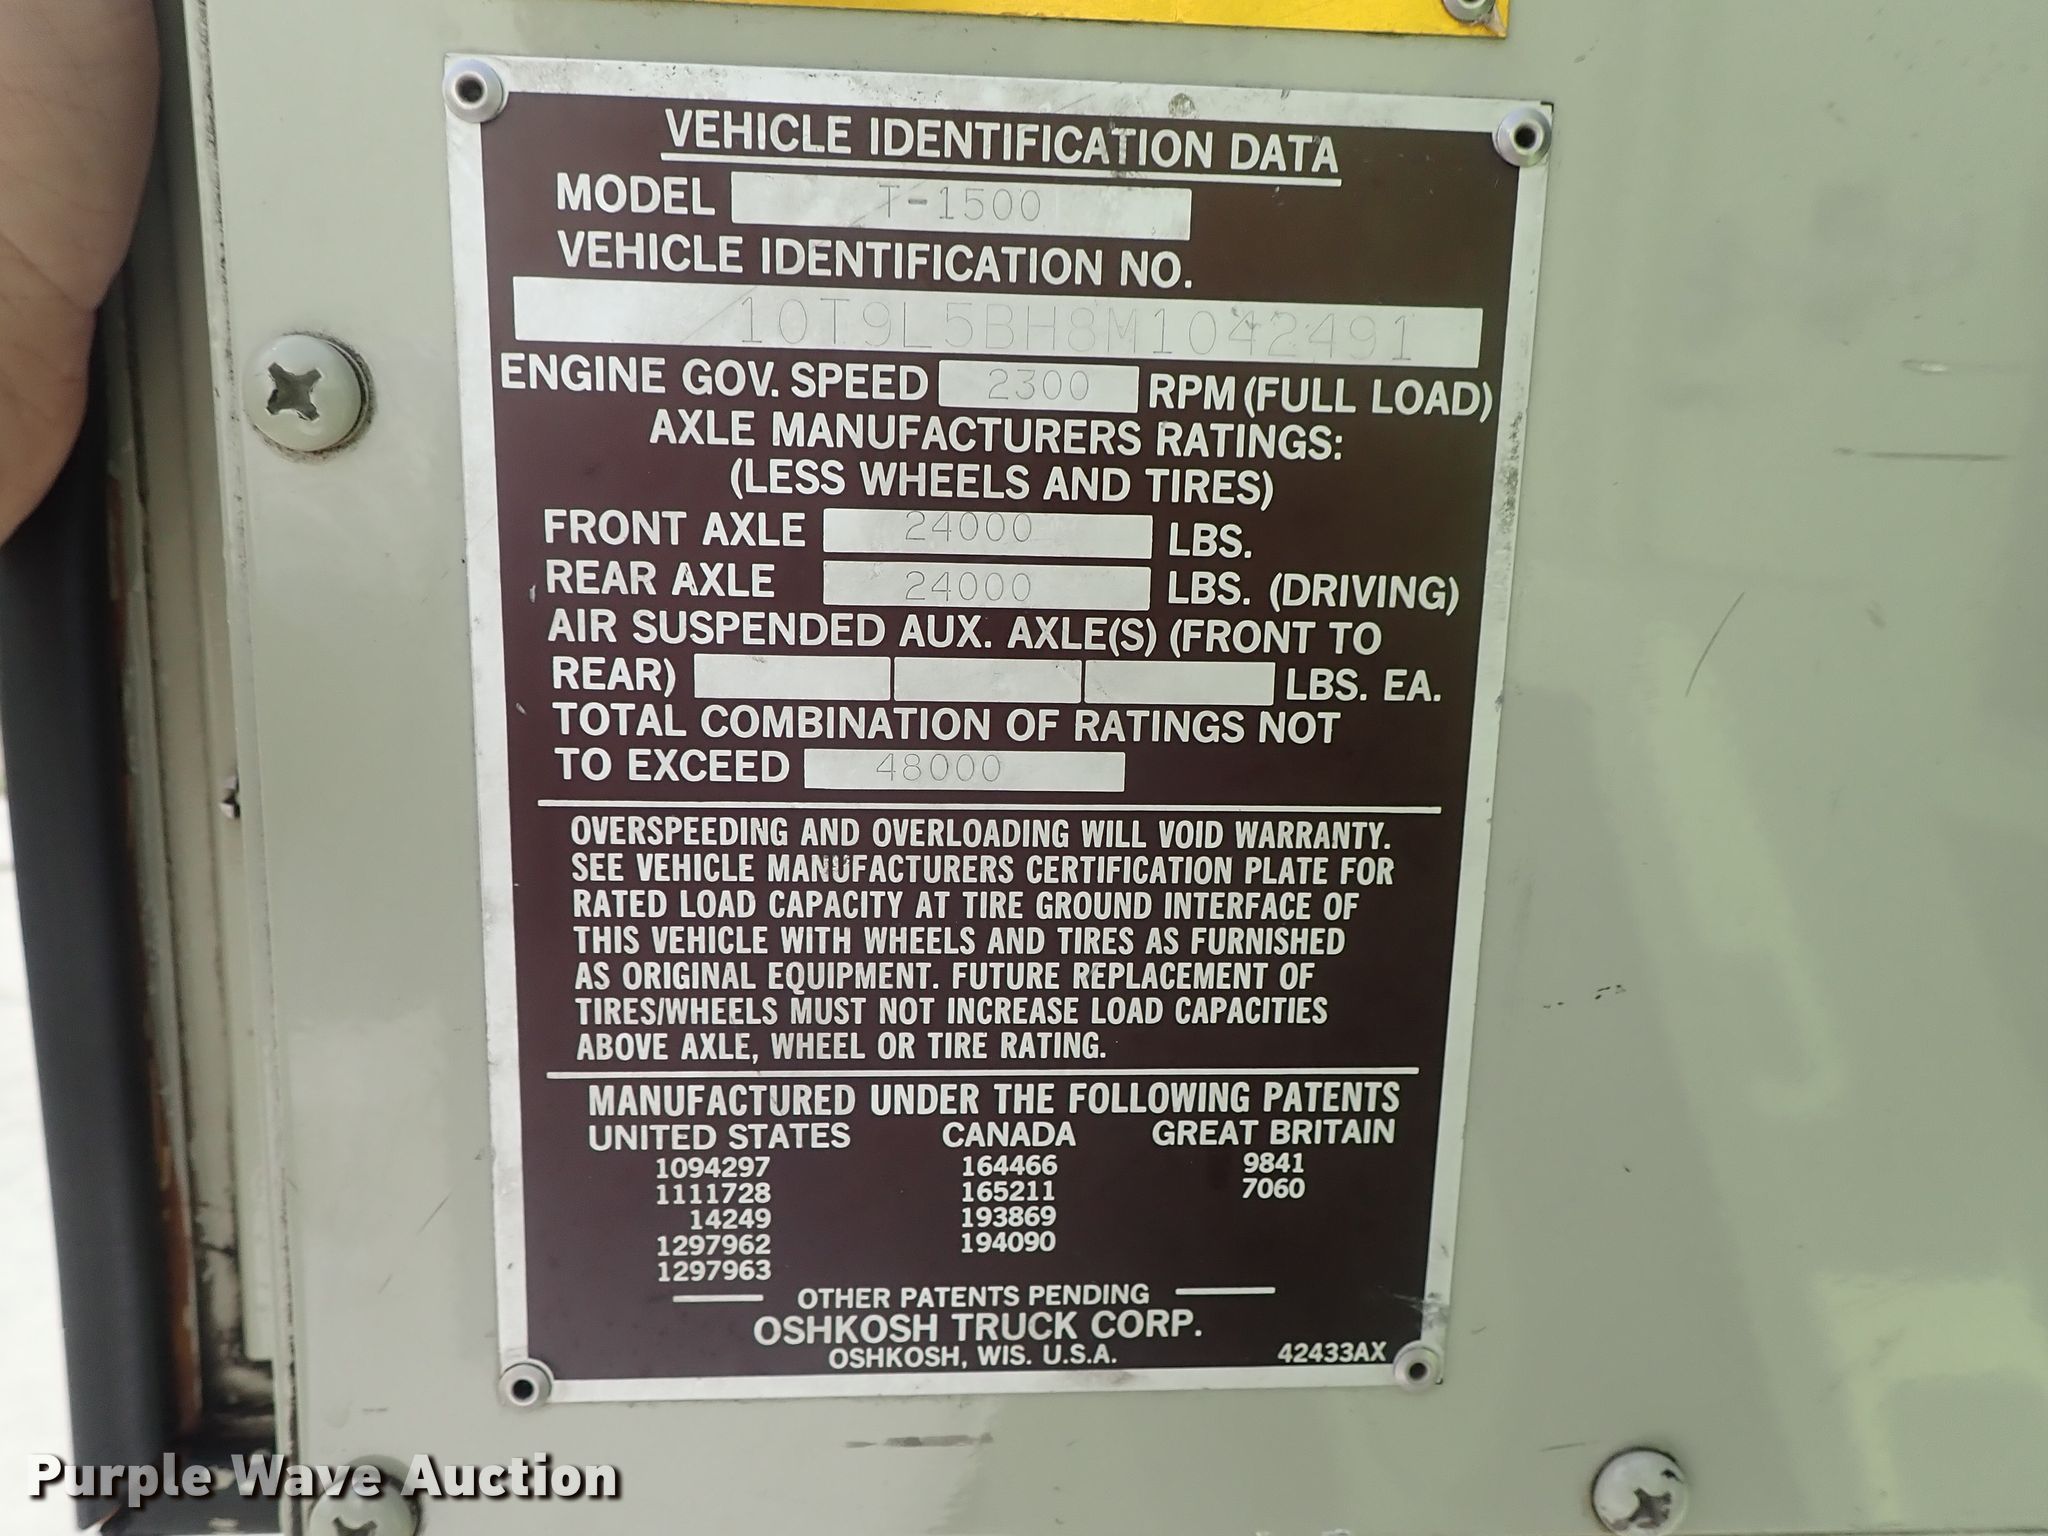 VEHICLE IDENTIFICATION DATA
MODEL T-1500
VEHICLE IDENTIFICATION NO.
10T9L5BH8M1042491
ENGINE GOV. SPEED 2300 RPM (FULL LOAD)
AXLE MANUFACTURERS RATINGS:
(LESS WHEELS AND TIRES)
FRONT AXLE 24000 LBS.
REAR AXLE 24000 LBS. (DRIVING)
AIR SUSPENDED AUX. AXLE(S) (FRONT TO
REAR) LBS. EA.
TOTAL COMBINATION OF RATINGS NOT
TO EXCEED 48000
OVERSPEEDING AND OVERLOADING WILL VOID WARRANTY.
SEE VEHICLE MANUFACTURERS CERTIFICATION PLATE FOR
RATED LOAD CAPACITY AT TIRE GROUND INTERFACE OF
THIS VEHICLE WITH WHEELS AND TIRES AS FURNISHED
AS ORIGINAL EQUIPMENT. FUTURE REPLACEMENT OF
TIRES/WHEELS MUST NOT INCREASE LOAD CAPACITIES
ABOVE AXLE, WHEEL OR TIRE RATING.
MANUFACTURED UNDER THE FOLLOWING PATENTS
UNITED STATES CANADA GREAT BRITAIN
1094297 164466 9841
1111728 165211 7060
14249 193869
1297962 194090
1297963
OTHER PATENTS PENDING
OSHKOSH TRUCK CORP.
OSHKOSH, WIS. U.S.A. 42433AX
Purple Wave Auction